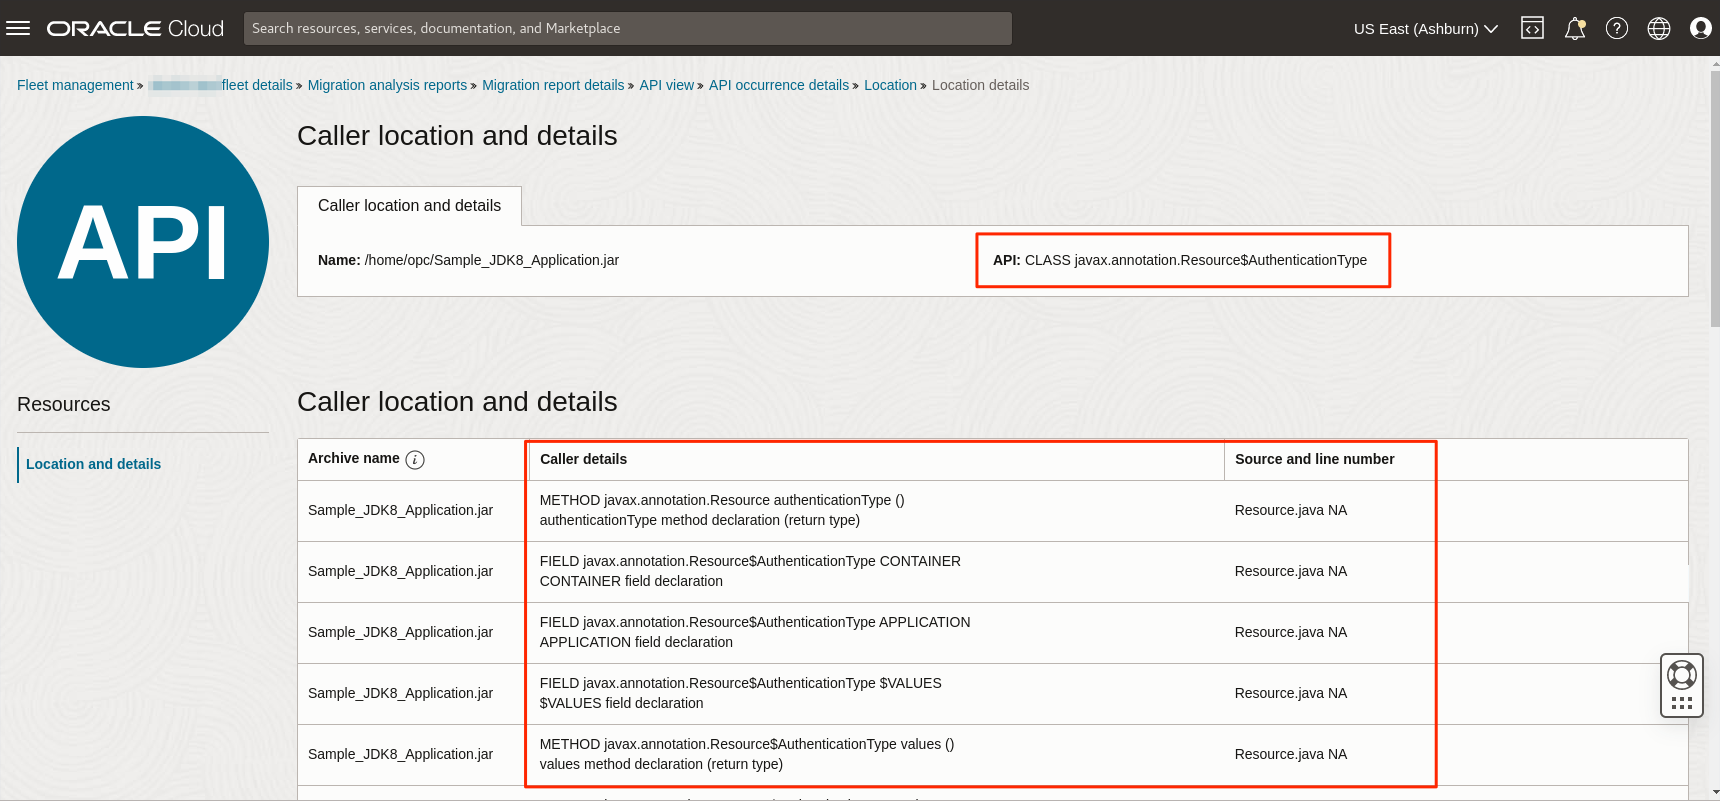 ORACLE Cloud
Search resources, services, documentation, and Marketplace
US East (Ashburn)
Fleet management » fleet details » Migration analysis reports » Migration report details » API view » API occurrence details » Location » Location details
API
Caller location and details
Caller location and details
Name: /home/opc/Sample_JDK8_Application.jar
API: CLASS javax.annotation.Resource$AuthenticationType
Resources
Location and details
Caller location and details
Archive name i
Caller details
Source and line number
Sample_JDK8_Application.jar
METHOD javax.annotation.Resource authenticationType ()
authenticationType method declaration (return type)
Resource.java NA
Sample_JDK8_Application.jar
FIELD javax.annotation.Resource$AuthenticationType CONTAINER
CONTAINER field declaration
Resource.java NA
Sample_JDK8_Application.jar
FIELD javax.annotation.Resource$AuthenticationType APPLICATION
APPLICATION field declaration
Resource.java NA
Sample_JDK8_Application.jar
FIELD javax.annotation.Resource$AuthenticationType $VALUES
$VALUES field declaration
Resource.java NA
Sample_JDK8_Application.jar
METHOD javax.annotation.Resource$AuthenticationType values ()
values method declaration (return type)
Resource.java NA